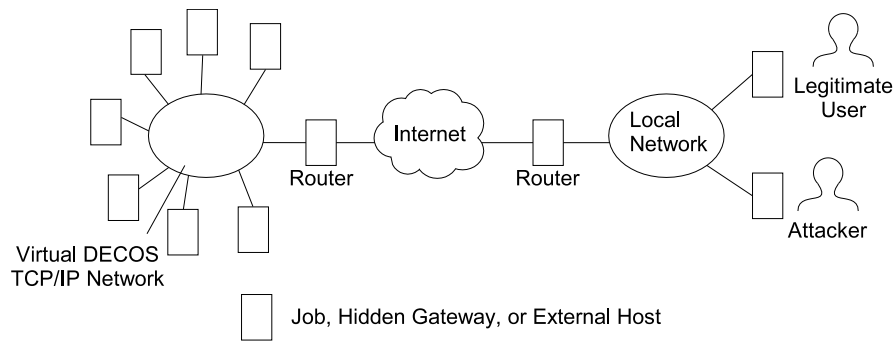 Internet
Local
Network
Legitimate
User
Router
Router
Attacker
Virtual DECOS
TCP/IP Network
Job, Hidden Gateway, or External Host